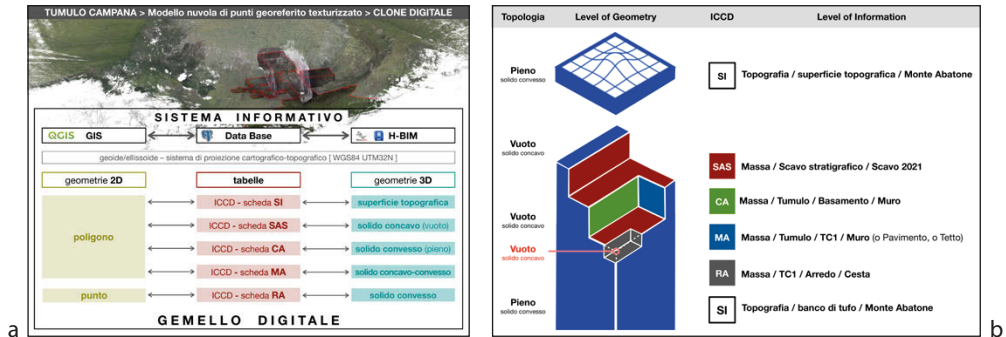 TUMULO CAMPANA > Modello nuvola di punti georeferito texturizzato > CLONE DIGITALE
SISTEMA INFORMATIVO
QGIS GIS
Data Base
H-BIM
geoide/ellissoide – sistema di proiezione cartografico-topografico [ WGS84 UTM32N ]
geometrie 2D
tabelle
geometrie 3D
poligono
ICCD - scheda SI
superficie topografica
ICCD - scheda SAS
solido concavo (vuoto)
ICCD - scheda CA
solido convesso (pieno)
ICCD - scheda MA
solido concavo-convesso
punto
ICCD - scheda RA
solido convesso
GEMELLO DIGITALE
a
Topologia
Level of Geometry
ICCD
Level of Information
Pieno
solido convesso
SI
Topografia / superficie topografica / Monte Abatone
Vuoto
solido concavo
SAS
Massa / Scavo stratigrafico / Scavo 2021
CA
Massa / Tumulo / Basamento / Muro
Vuoto
solido concavo
MA
Massa / Tumulo / TC1 / Muro (o Pavimento, o Tetto)
Vuoto
solido concavo
RA
Massa / TC1 / Arredo / Cesta
Pieno
solido convesso
SI
Topografia / banco di tufo / Monte Abatone
b